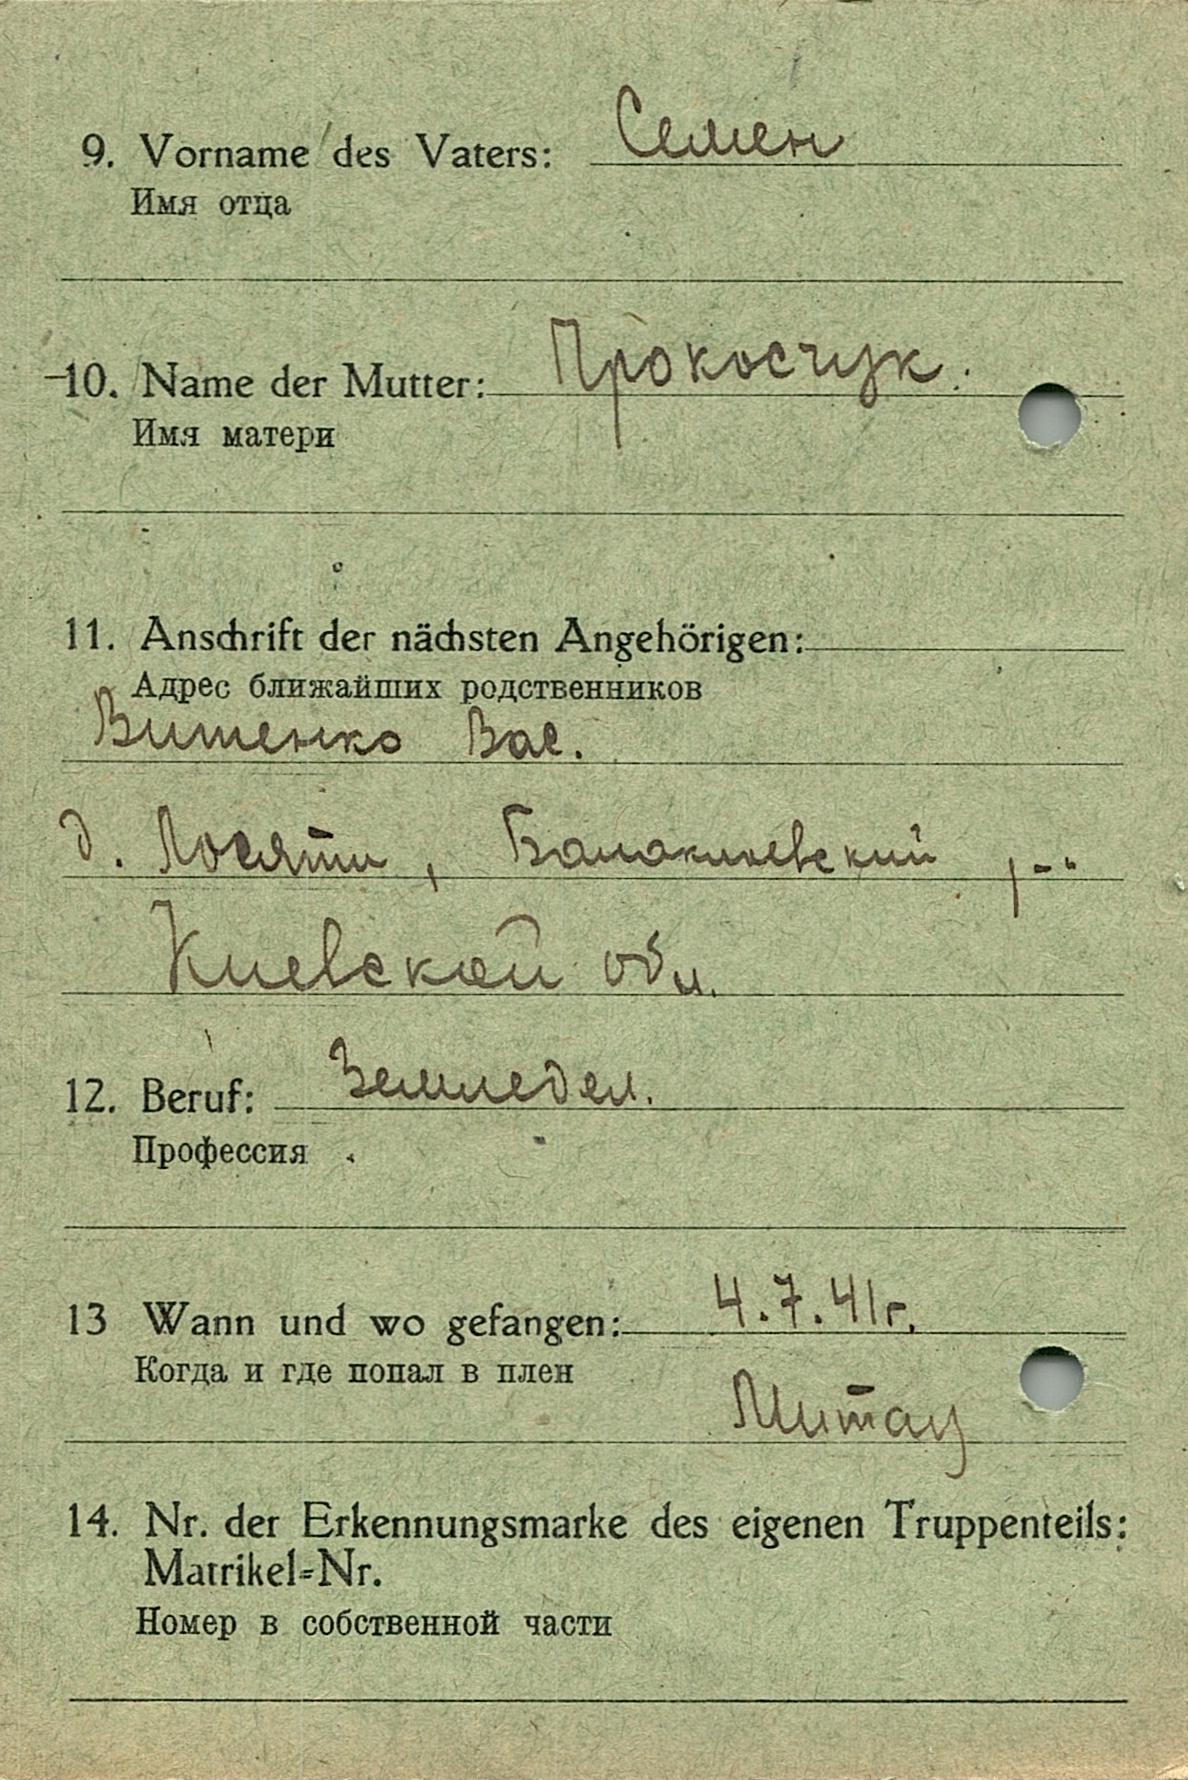 9. Vorname des Vaters: Семен
Имя отца
10. Name der Mutter: Прокосчук.
Имя матери
11. Anschrift der nächsten Angehörigen:
Адрес ближайших родственников
Витенко Вас.
д. Лосяти,
Киевской обл.
12. Beruf: Земледел.
Профессия
13 Wann und wo gefangen: 4.7.41г.
Когда и где попал в плен
Митау
14. Nr. der Erkennungsmarke des eigenen Truppenteils:
Matrikel=Nr.
Номер в собственной части